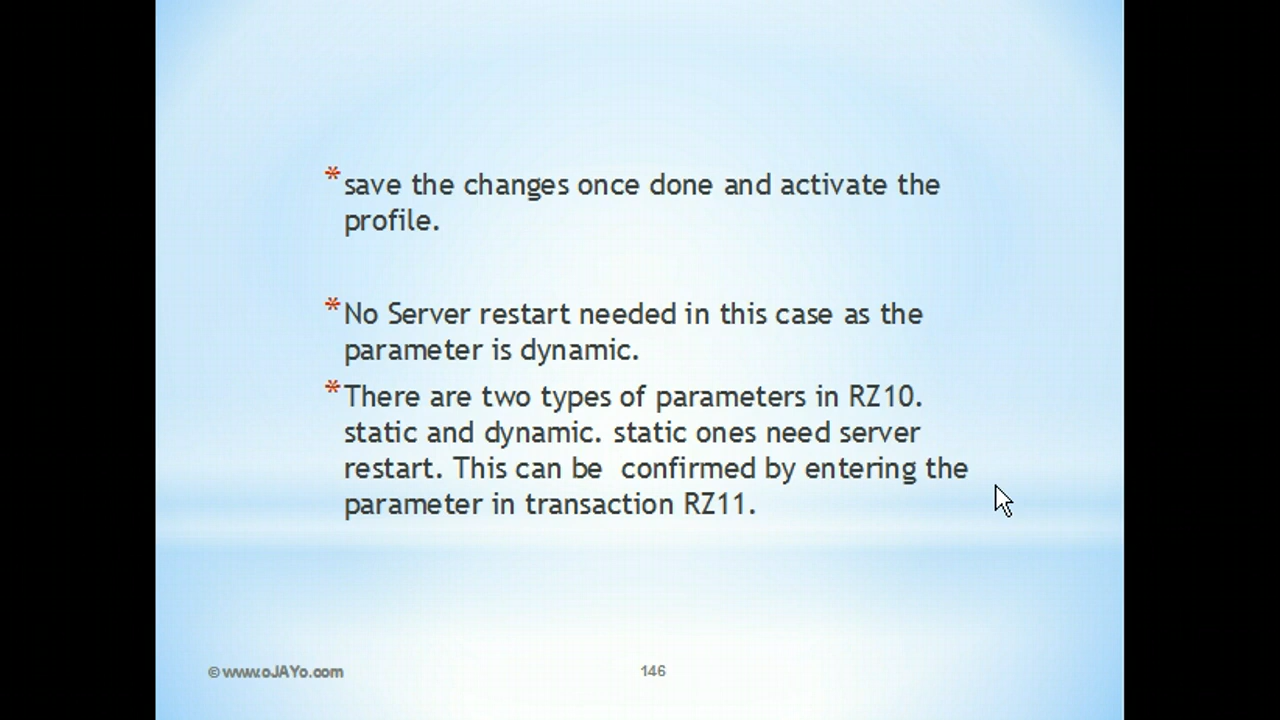 *save the changes once done and activate the
profile.
*No Server restart needed in this case as the
parameter is dynamic.
*There are two types of parameters in RZ10.
static and dynamic. static ones need server
restart. This can be  confirmed by entering the
parameter in transaction RZ11.
© www.oJAYo.com
146